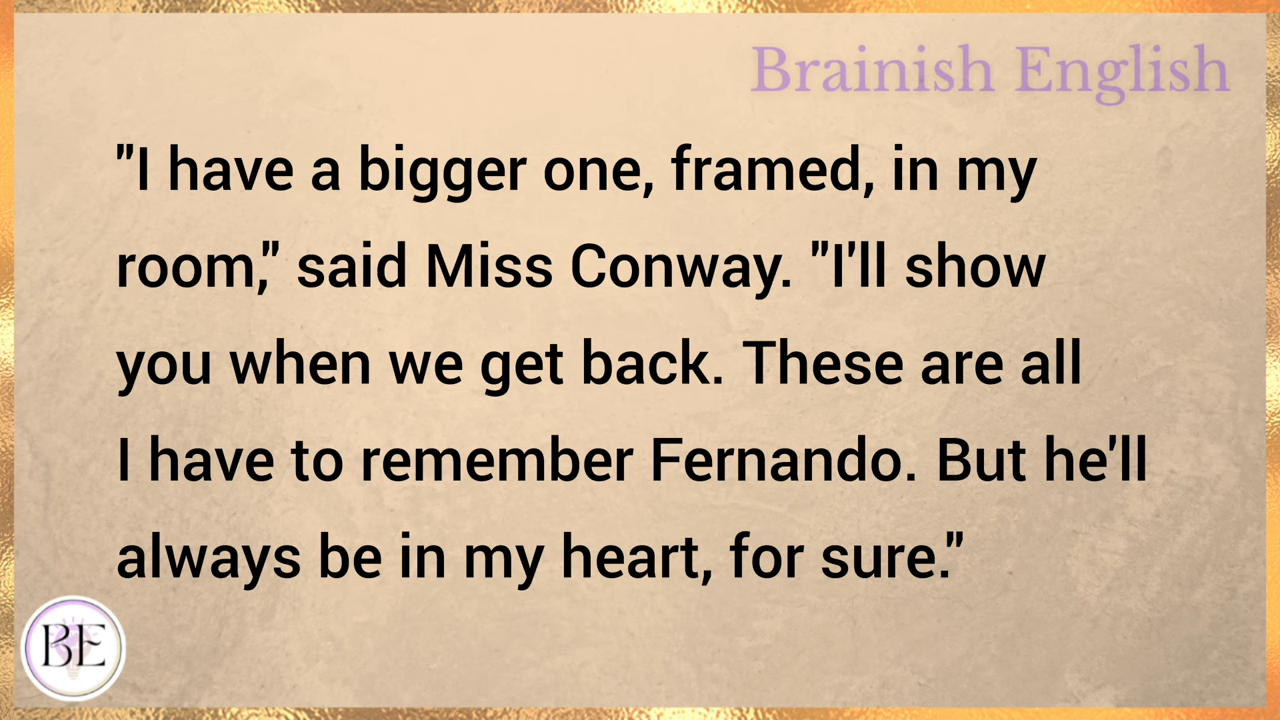 Brainish English
"I have a bigger one, framed, in my
room," said Miss Conway. "I'll show
you when we get back. These are all
I have to remember Fernando. But he'll
always be in my heart, for sure."
BE